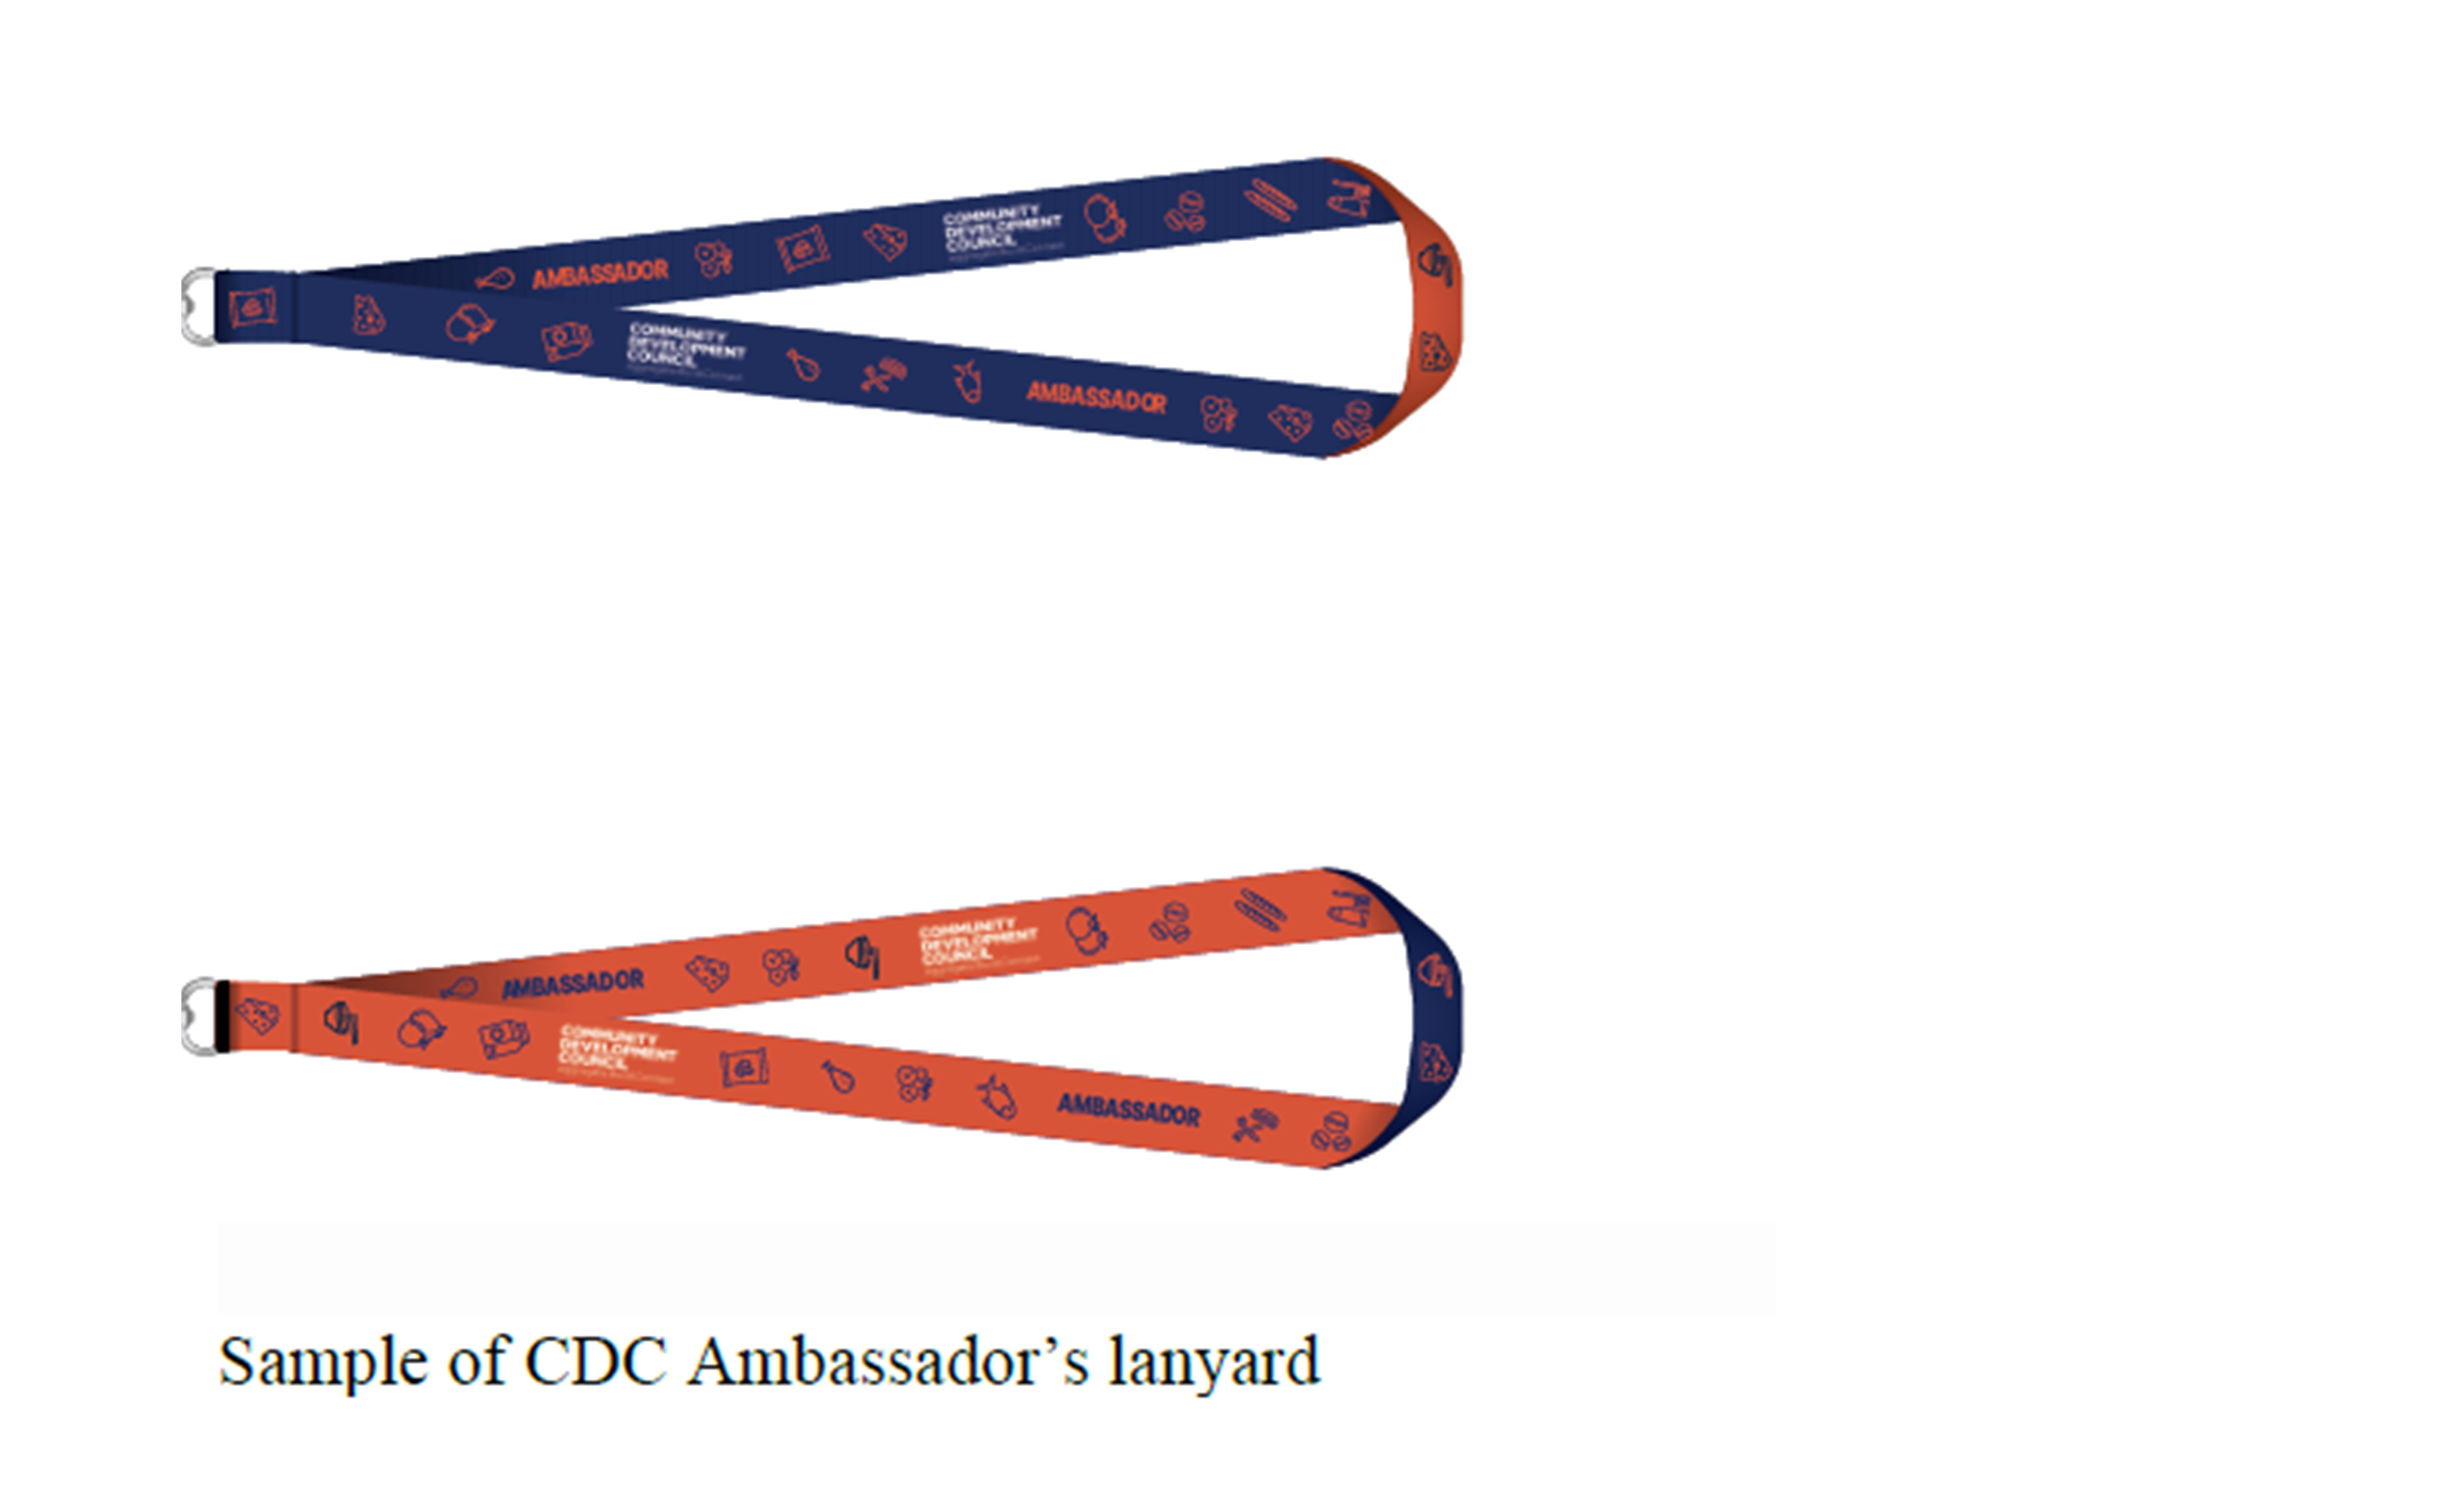 COMMUNITY
DEVELOPMENT
COUNCIL
AMBASSADOR
COMMUNITY
DEVELOPMENT
COUNCIL
AMBASSADOR
COMMUNITY
DEVELOPMENT
COUNCIL
AMBASSADOR
COMMUNITY
DEVELOPMENT
COUNCIL
AMBASSADOR
Sample of CDC Ambassador’s lanyard